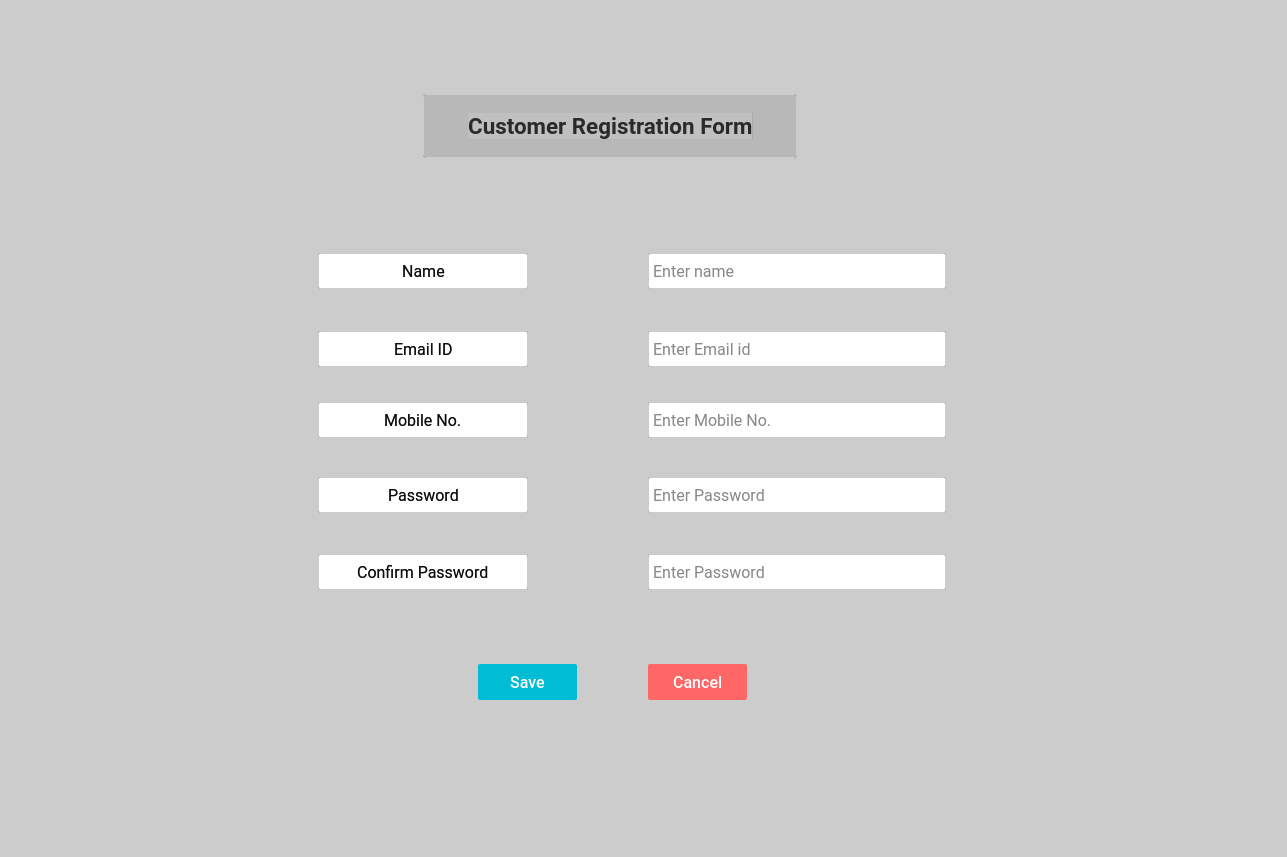 Customer Registration Form
Name
Enter name
Email ID
Enter Email id
Mobile No.
Enter Mobile No.
Password
Enter Password
Confirm Password
Enter Password
Save
Cancel